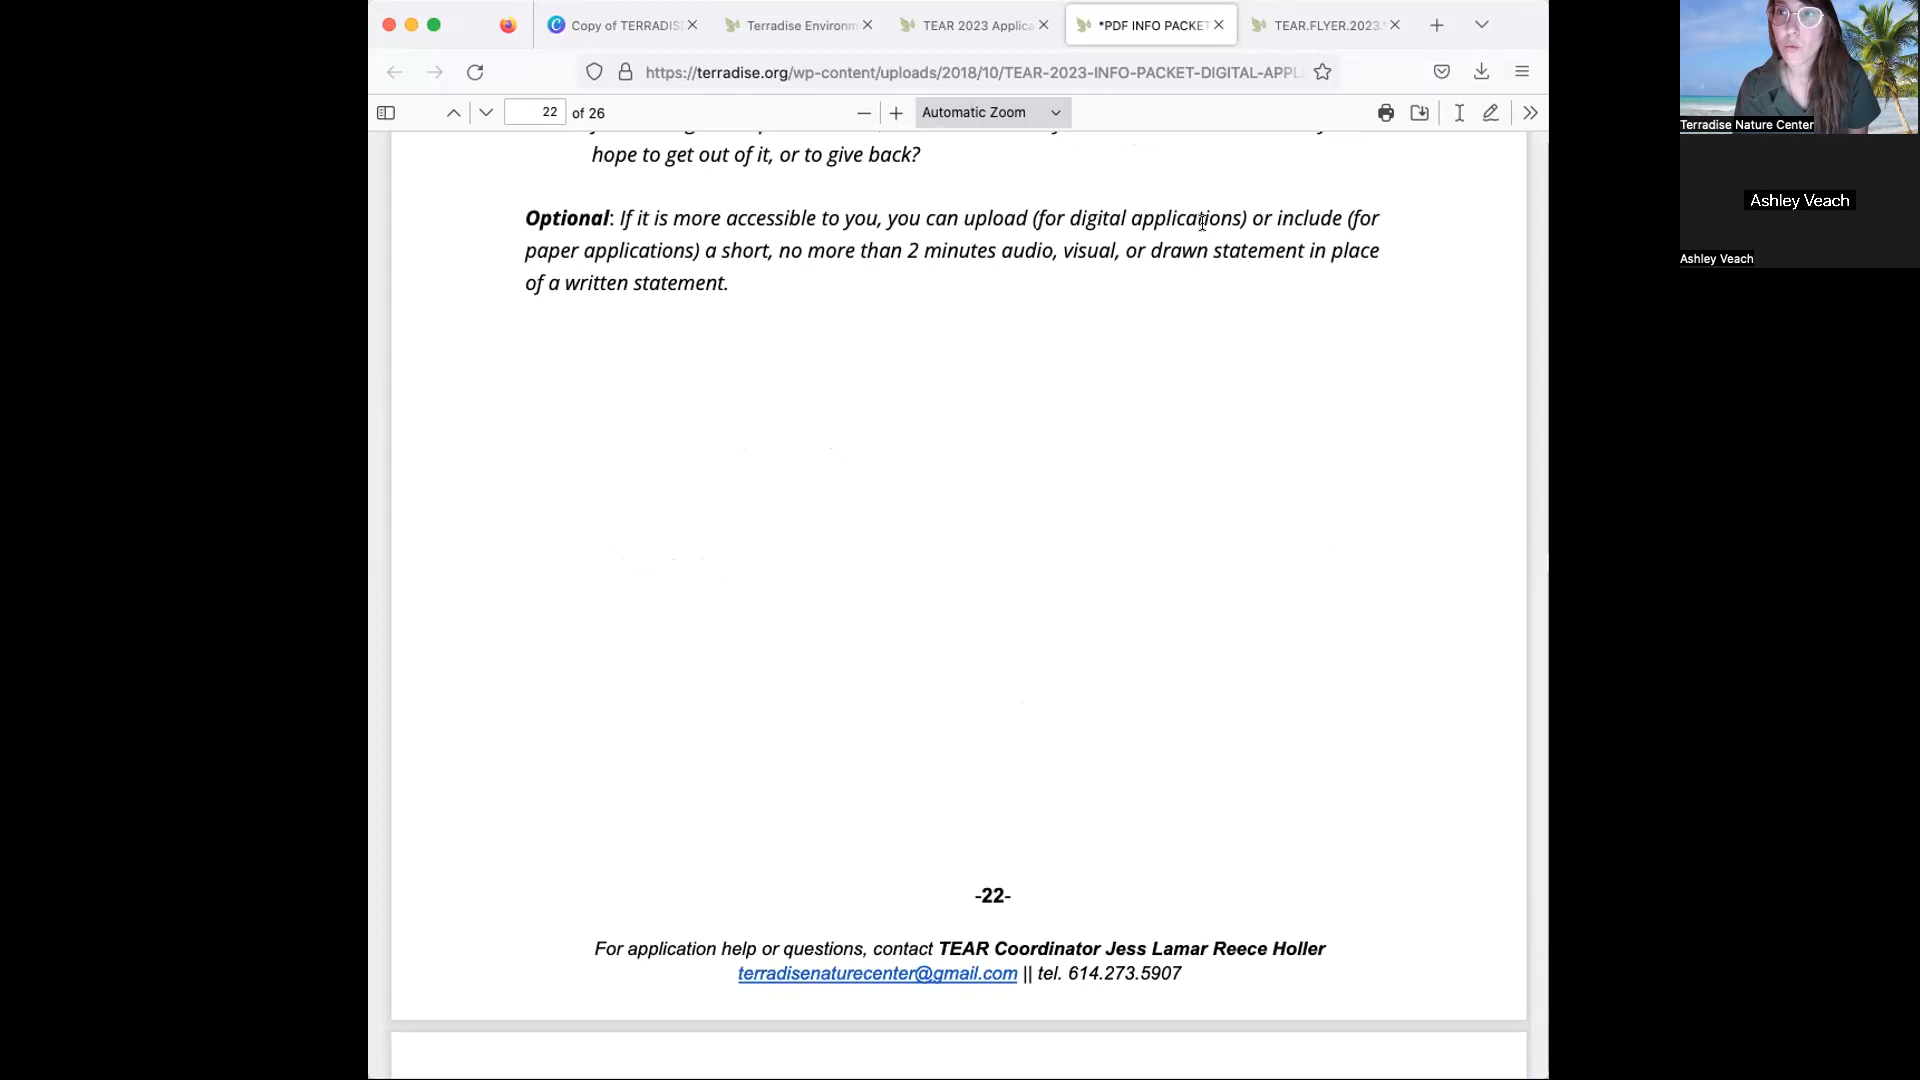 Copy of TERRADISE
Terradise Environm
TEAR 2023 Applica
*PDF INFO PACKET
TEAR.FLYER.2023.
https://terradise.org/wp-content/uploads/2018/10/TEAR-2023-INFO-PACKET-DIGITAL-APPL
22 of 26
Automatic Zoom
hope to get out of it, or to give back?
Optional: If it is more accessible to you, you can upload (for digital applications) or include (for
paper applications) a short, no more than 2 minutes audio, visual, or drawn statement in place
of a written statement.
-22-
For application help or questions, contact TEAR Coordinator Jess Lamar Reece Holler
terradisenaturecenter@gmail.com || tel. 614.273.5907
Terradise Nature Center
Ashley Veach
Ashley Veach